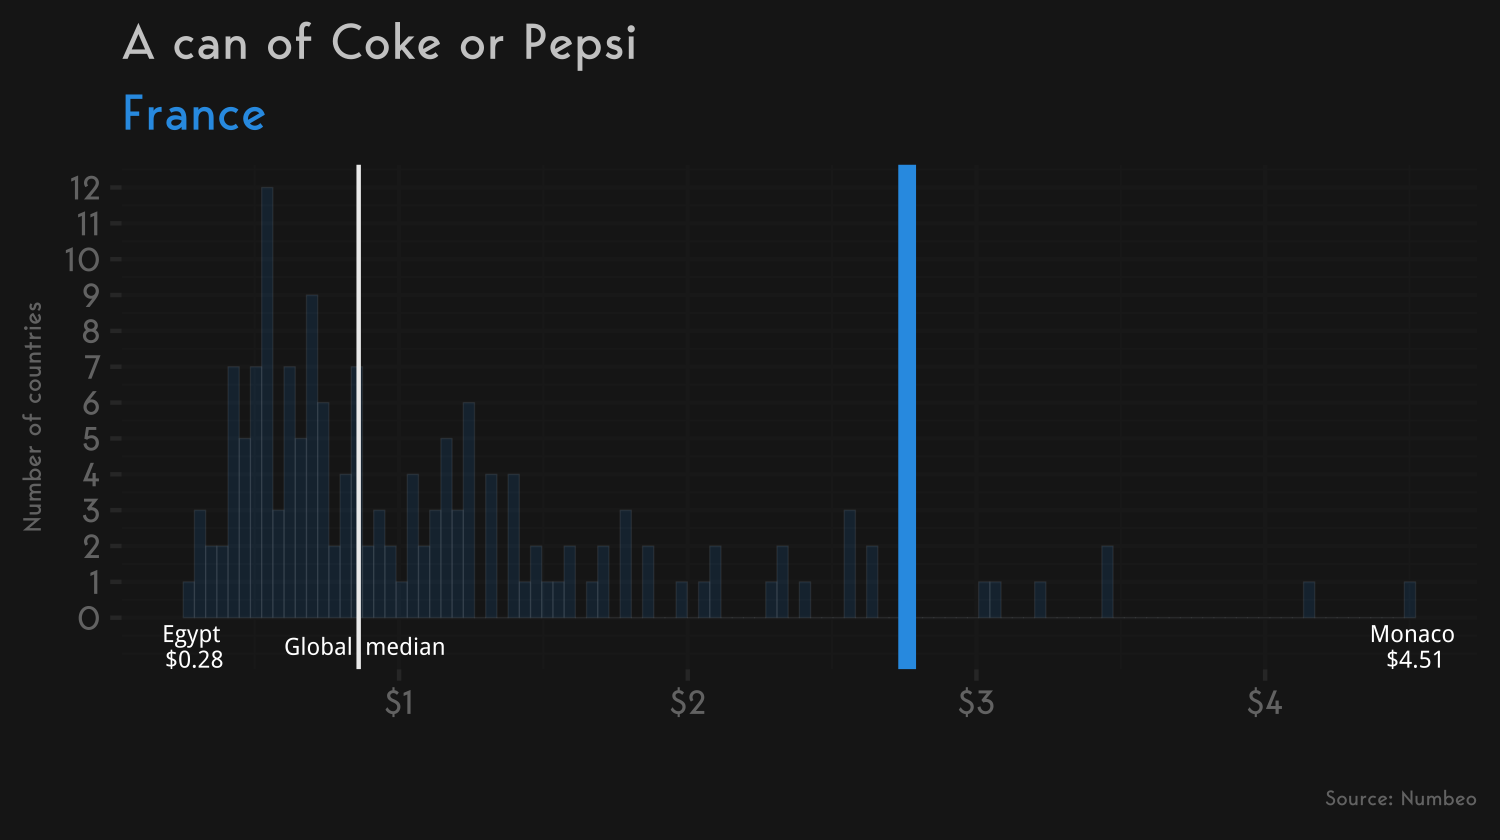 A can of Coke or Pepsi
France
Number of countries
12
11
10
9
8
7
6
5
4
3
2
1
0
Egypt
$0.28
Global median
Monaco
$4.51
$1 $2 $3 $4
Source: Numbeo